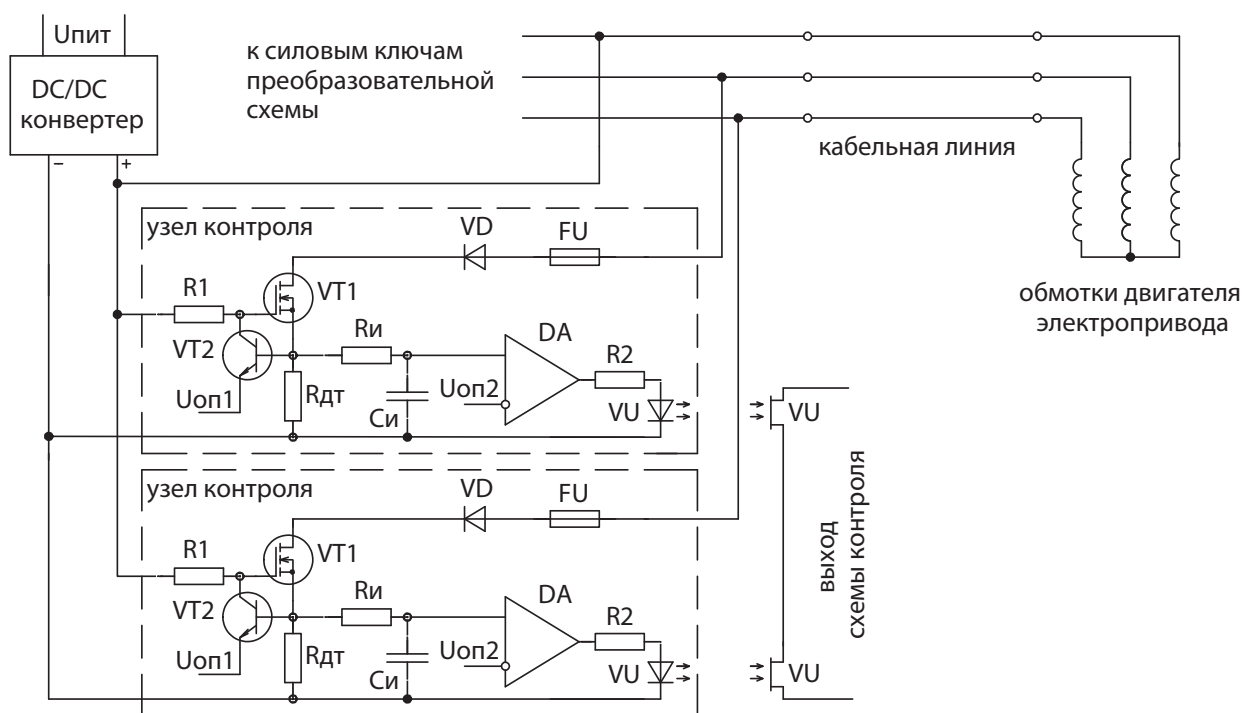 Uпит
DC/DC
конвертер
− +
к силовым ключам
преобразовательной
схемы
кабельная линия
обмотки двигателя
электропривода
узел контроля
VD
FU
R1
VT1
VT2
Rи
DA
R2
Uоп1
Rдт
Cи
Uоп2
VU
VU
узел контроля
VD
FU
R1
VT1
VT2
Rи
DA
R2
Uоп1
Rдт
Cи
Uоп2
VU
VU
выход
схемы контроля